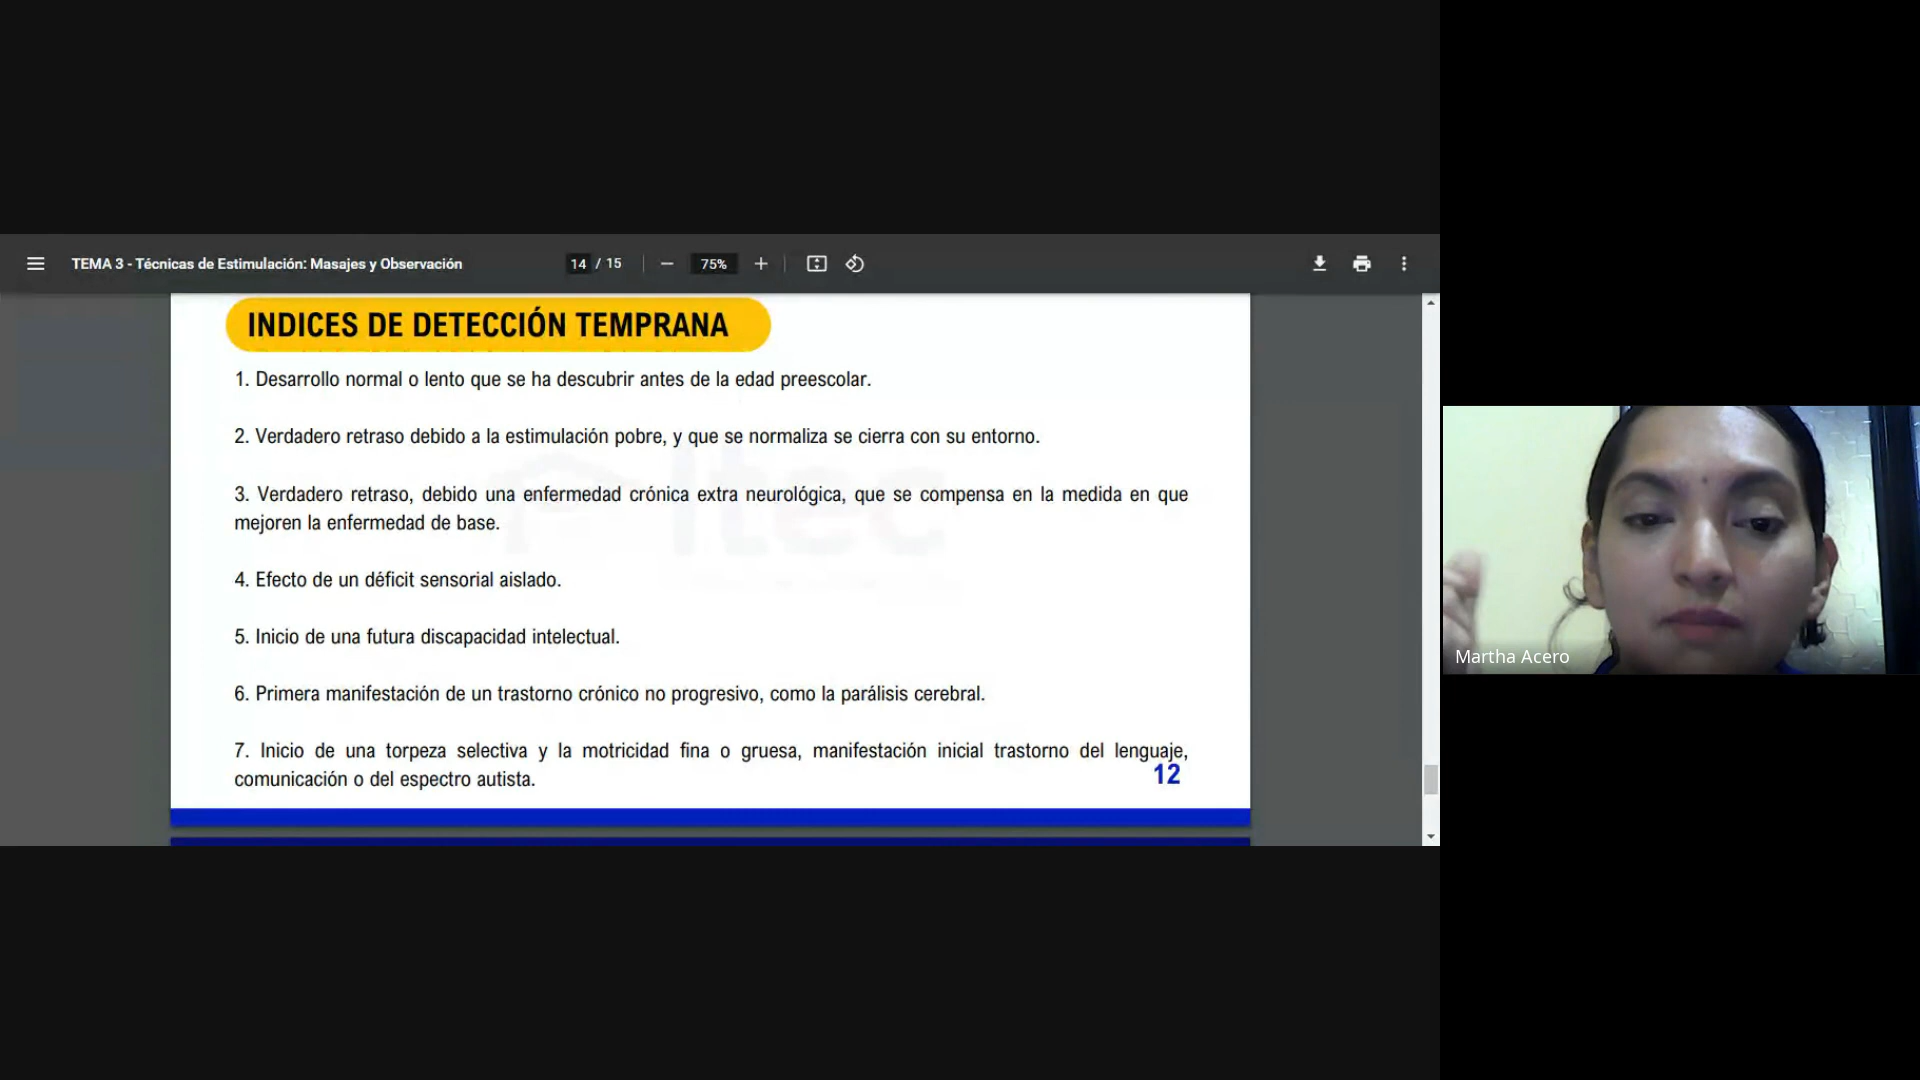 TEMA 3 - Técnicas de Estimulación: Masajes y Observación
14 / 15
75%
INDICES DE DETECCIÓN TEMPRANA
1. Desarrollo normal o lento que se ha descubrir antes de la edad preescolar.
2. Verdadero retraso debido a la estimulación pobre, y que se normaliza se cierra con su entorno.
3. Verdadero retraso, debido una enfermedad crónica extra neurológica, que se compensa en la medida en que
mejoren la enfermedad de base.
Itec
4. Efecto de un déficit sensorial aislado.
5. Inicio de una futura discapacidad intelectual.
6. Primera manifestación de un trastorno crónico no progresivo, como la parálisis cerebral.
7. Inicio de una torpeza selectiva y la motricidad fina o gruesa, manifestación inicial trastorno del lenguaje,
comunicación o del espectro autista.
12
Martha Acero